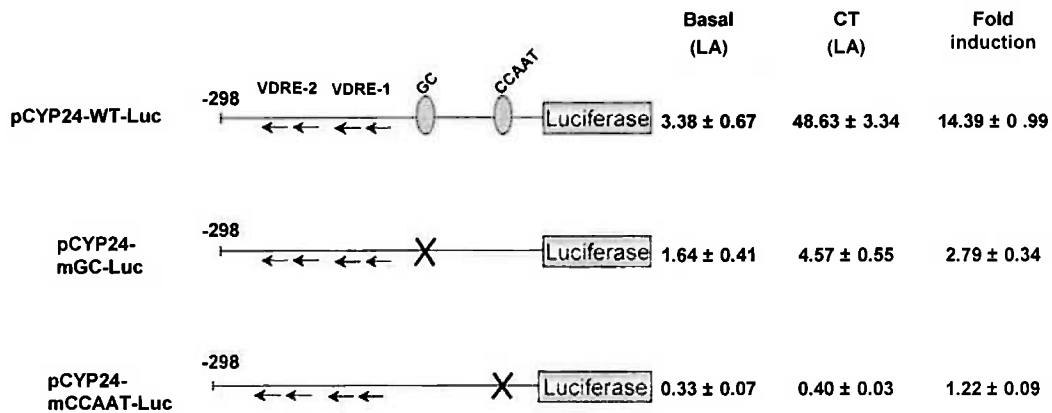 Basal CT Fold
(LA) (LA) induction
GC CCAAT
-298 VDRE-2 VDRE-1
pCYP24-WT-Luc Luciferase 3.38 ± 0.67 48.63 ± 3.34 14.39 ± 0 .99
-298
pCYP24-
mGC-Luc X Luciferase 1.64 ± 0.41 4.57 ± 0.55 2.79 ± 0.34
-298
pCYP24-
mCCAAT-Luc X Luciferase 0.33 ± 0.07 0.40 ± 0.03 1.22 ± 0.09